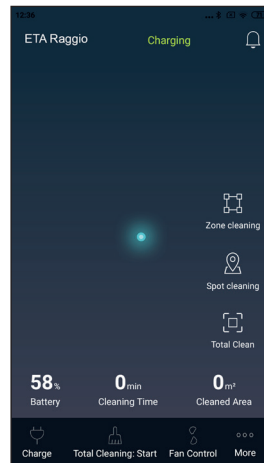 12:36
ETA Raggio Charging
Zone cleaning
Spot cleaning
Total Clean
58% 0min 0m²
Battery Cleaning Time Cleaned Area
Charge Total Cleaning: Start Fan Control More